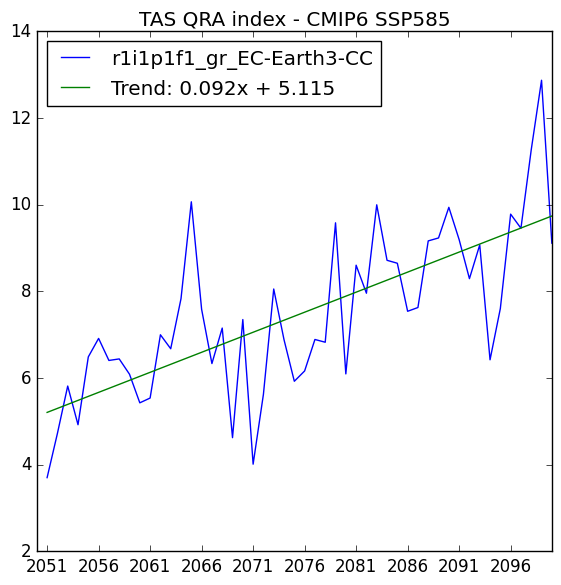 TAS QRA index - CMIP6 SSP585
r1i1p1f1_gr_EC-Earth3-CC
Trend: 0.092x + 5.115
14
12
10
8
6
4
2
2051 2056 2061 2066 2071 2076 2081 2086 2091 2096